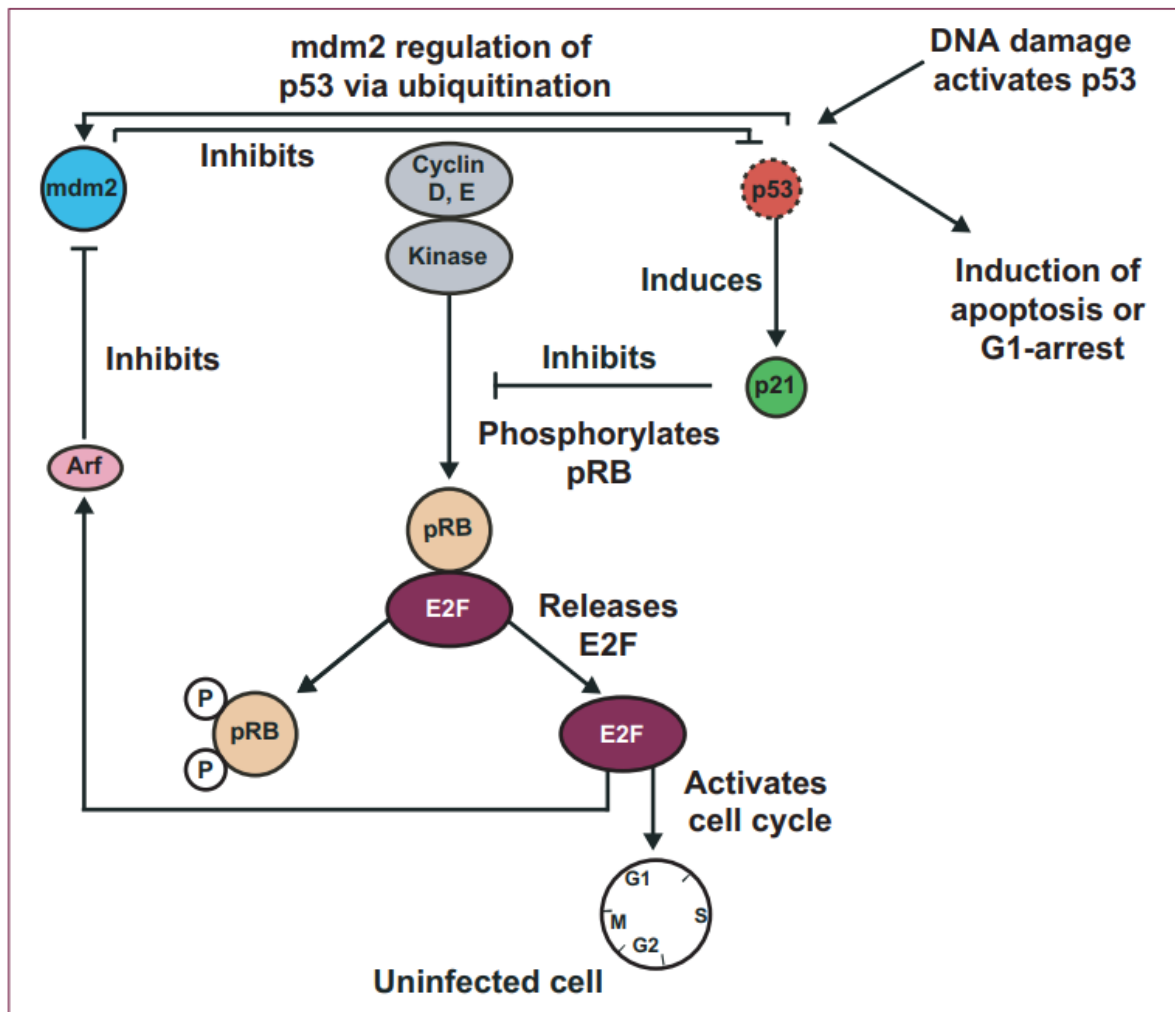 mdm2 regulation of
p53 via ubiquitination
DNA damage
activates p53
Inhibits
mdm2
Cyclin
D, E
Kinase
p53
Induces
Induction of
apoptosis or
G1-arrest
Inhibits
Inhibits
p21
Phosphorylates
pRB
Arf
pRB
E2F
Releases
E2F
P
pRB
P
E2F
Activates
cell cycle
G1
M
S
G2
Uninfected cell